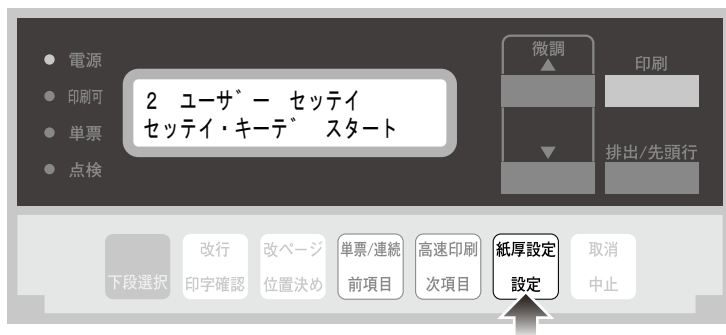 電源
印刷可
単票
点検
2 ユーザー セッテイ
セッテイ・キーデ スタート
微調
▲
印刷
▼
排出/先頭行
下段選択
改行
印字確認
改ページ
位置決め
単票/連続
前項目
高速印刷
次項目
紙厚設定
設定
取消
中止